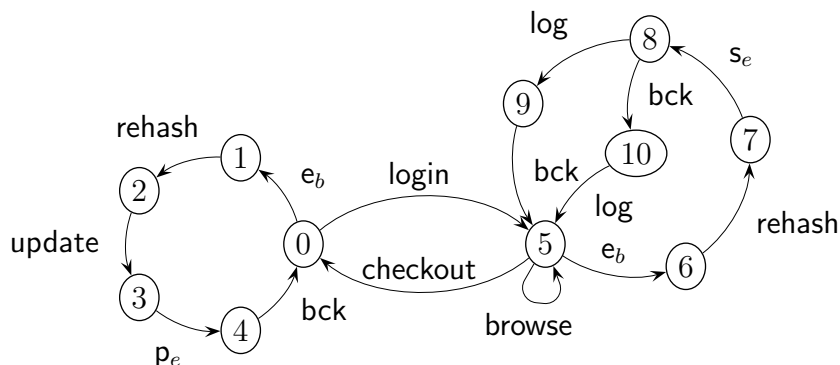 log
8
s_e
9
bck
rehash
1
7
2
e_b
login
bck
10
log
update
0
5
e_b
rehash
checkout
6
3
4
bck
browse
p_e